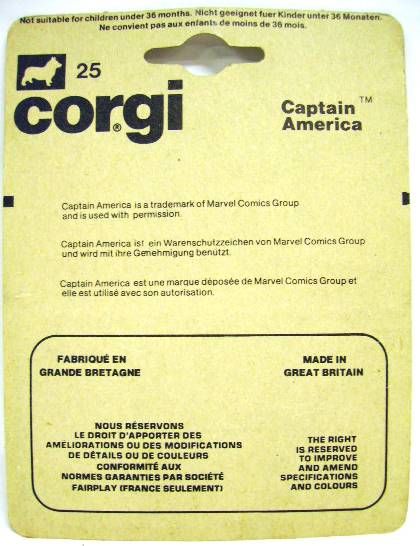 Not suitable for children under 36 months. Nicht geeignet fuer Kinder unter 36 Monaten.
Ne convient pas aux enfants de moins de 36 mois.
25
corgi®
Captain™
America
Captain America is a trademark of Marvel Comics Group
and is used with permission.
Captain America ist ein Warenschutzzeichen von Marvel Comics Group
und wird mit ihre Genehmigung benützt.
Captain America est une marque déposée de Marvel Comics Group et
elle est utilisé avec son autorisation.
FABRIQUÉ EN
GRANDE BRETAGNE
NOUS RÉSERVONS
LE DROIT D'APPORTER DES
AMELIORATIONS OU DES MODIFICATIONS
DE DÉTAILS OU DE COULEURS
CONFORMITÉ AUX
NORMES GARANTIES PAR SOCIÉTÉ
FAIRPLAY (FRANCE SEULEMENT)
MADE IN
GREAT BRITAIN
THE RIGHT
IS RESERVED
TO IMPROVE
AND AMEND
SPECIFICATIONS
AND COLOURS